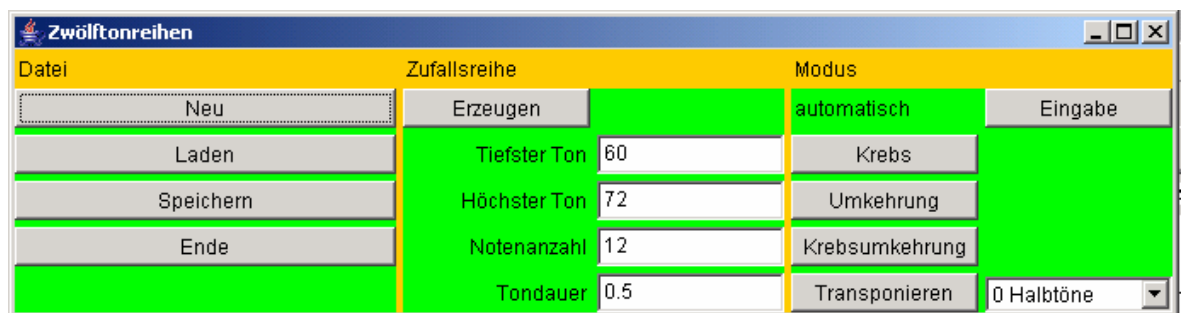 Zwölftonreihen
Datei Zufallsreihe Modus
Neu Erzeugen automatisch Eingabe
Laden Tiefster Ton 60 Krebs
Speichern Höchster Ton 72 Umkehrung
Ende Notenanzahl 12 Krebsumkehrung
Tondauer 0.5 Transponieren 0 Halbtöne